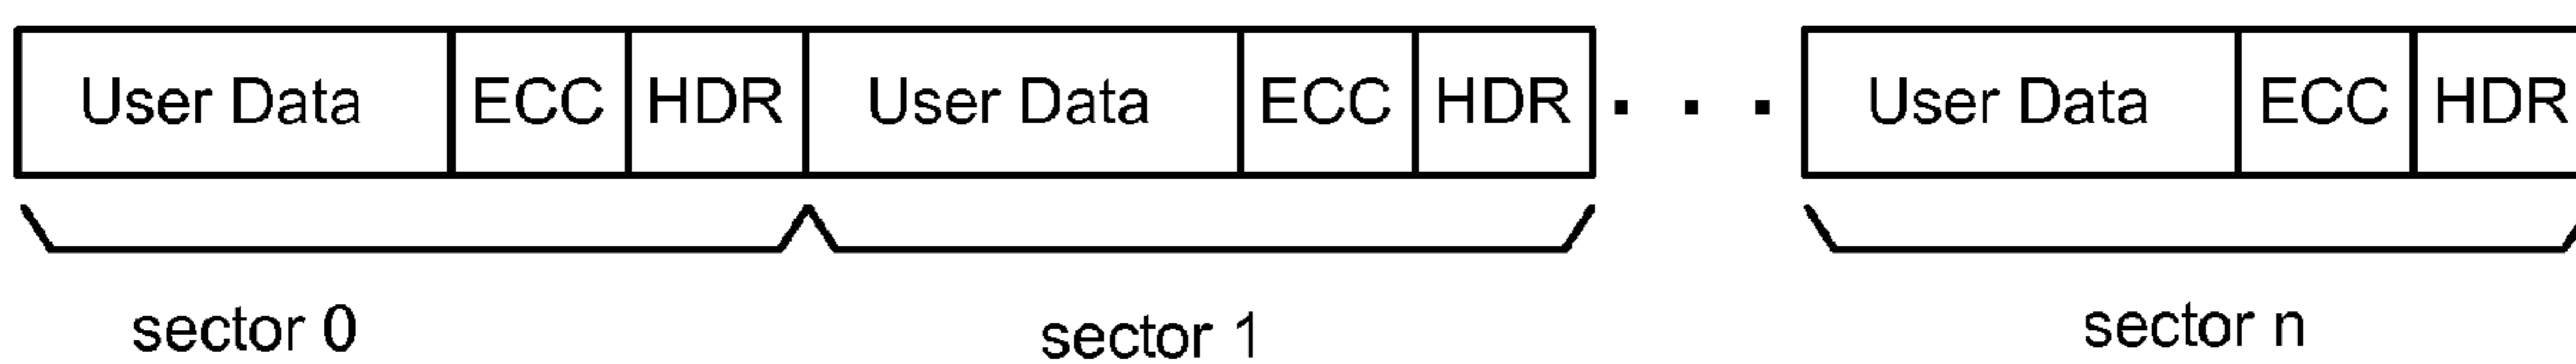 User Data ECC HDR User Data ECC HDR . . . User Data ECC HDR
sector 0 sector 1 sector n